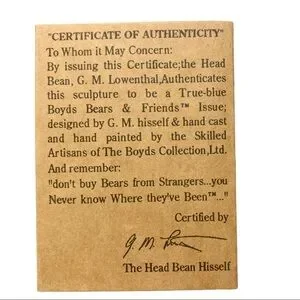 "CERTIFICATE OF AUTHENTICITY"
To Whom it May Concern:
By issuing this Certificate;the Head
Bean, G. M. Lowenthal,Authenticates
this sculpture to be a True-blue
Boyds Bears & Friends™ Issue;
designed by G. M. hisself & hand cast
and hand painted by the Skilled
Artisans of The Boyds Collection,Ltd.
And remember:
"don't buy Bears from Strangers...you
Never Know Where they've Been™..."
Certified by
G. M.
The Head Bean Hisself